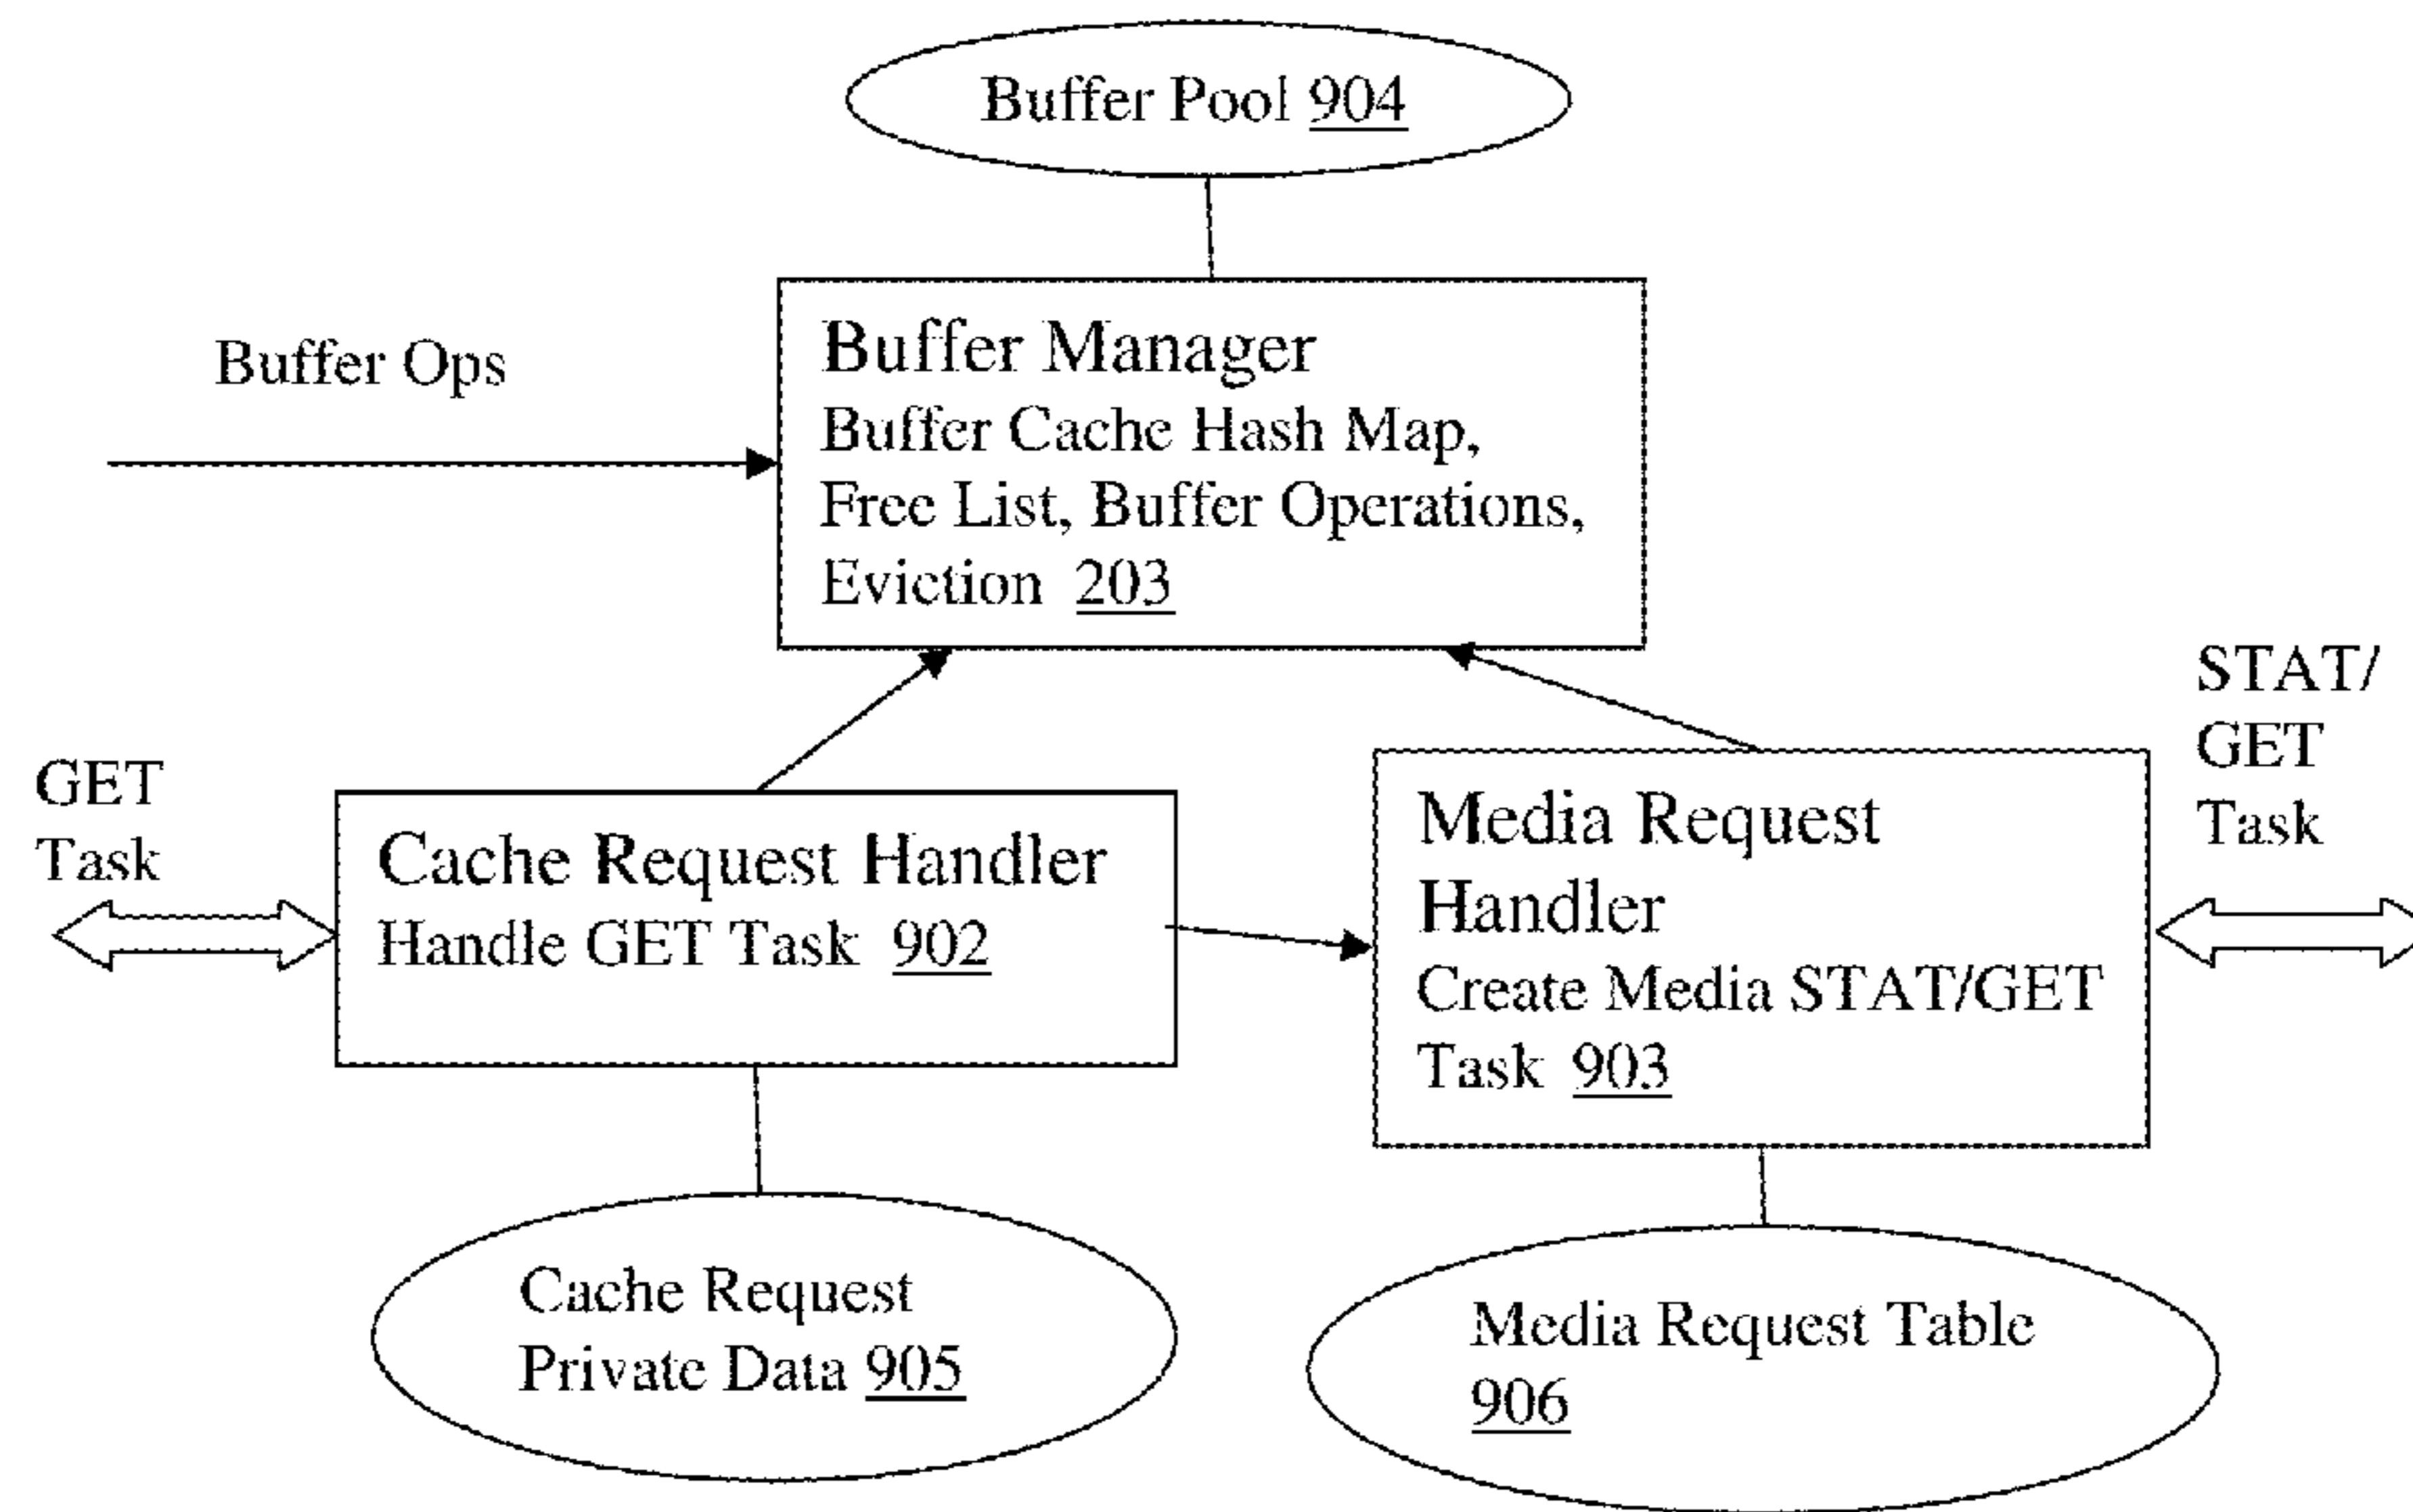 Buffer Pool 904
Buffer Ops
Buffer Manager
Buffer Cache Hash Map,
Free List, Buffer Operations,
Eviction 203
GET
Task
Cache Request Handler
Handle GET Task 902
Media Request
Handler
Create Media STAT/GET
Task 903
STAT/
GET
Task
Cache Request
Private Data 905
Media Request Table
906